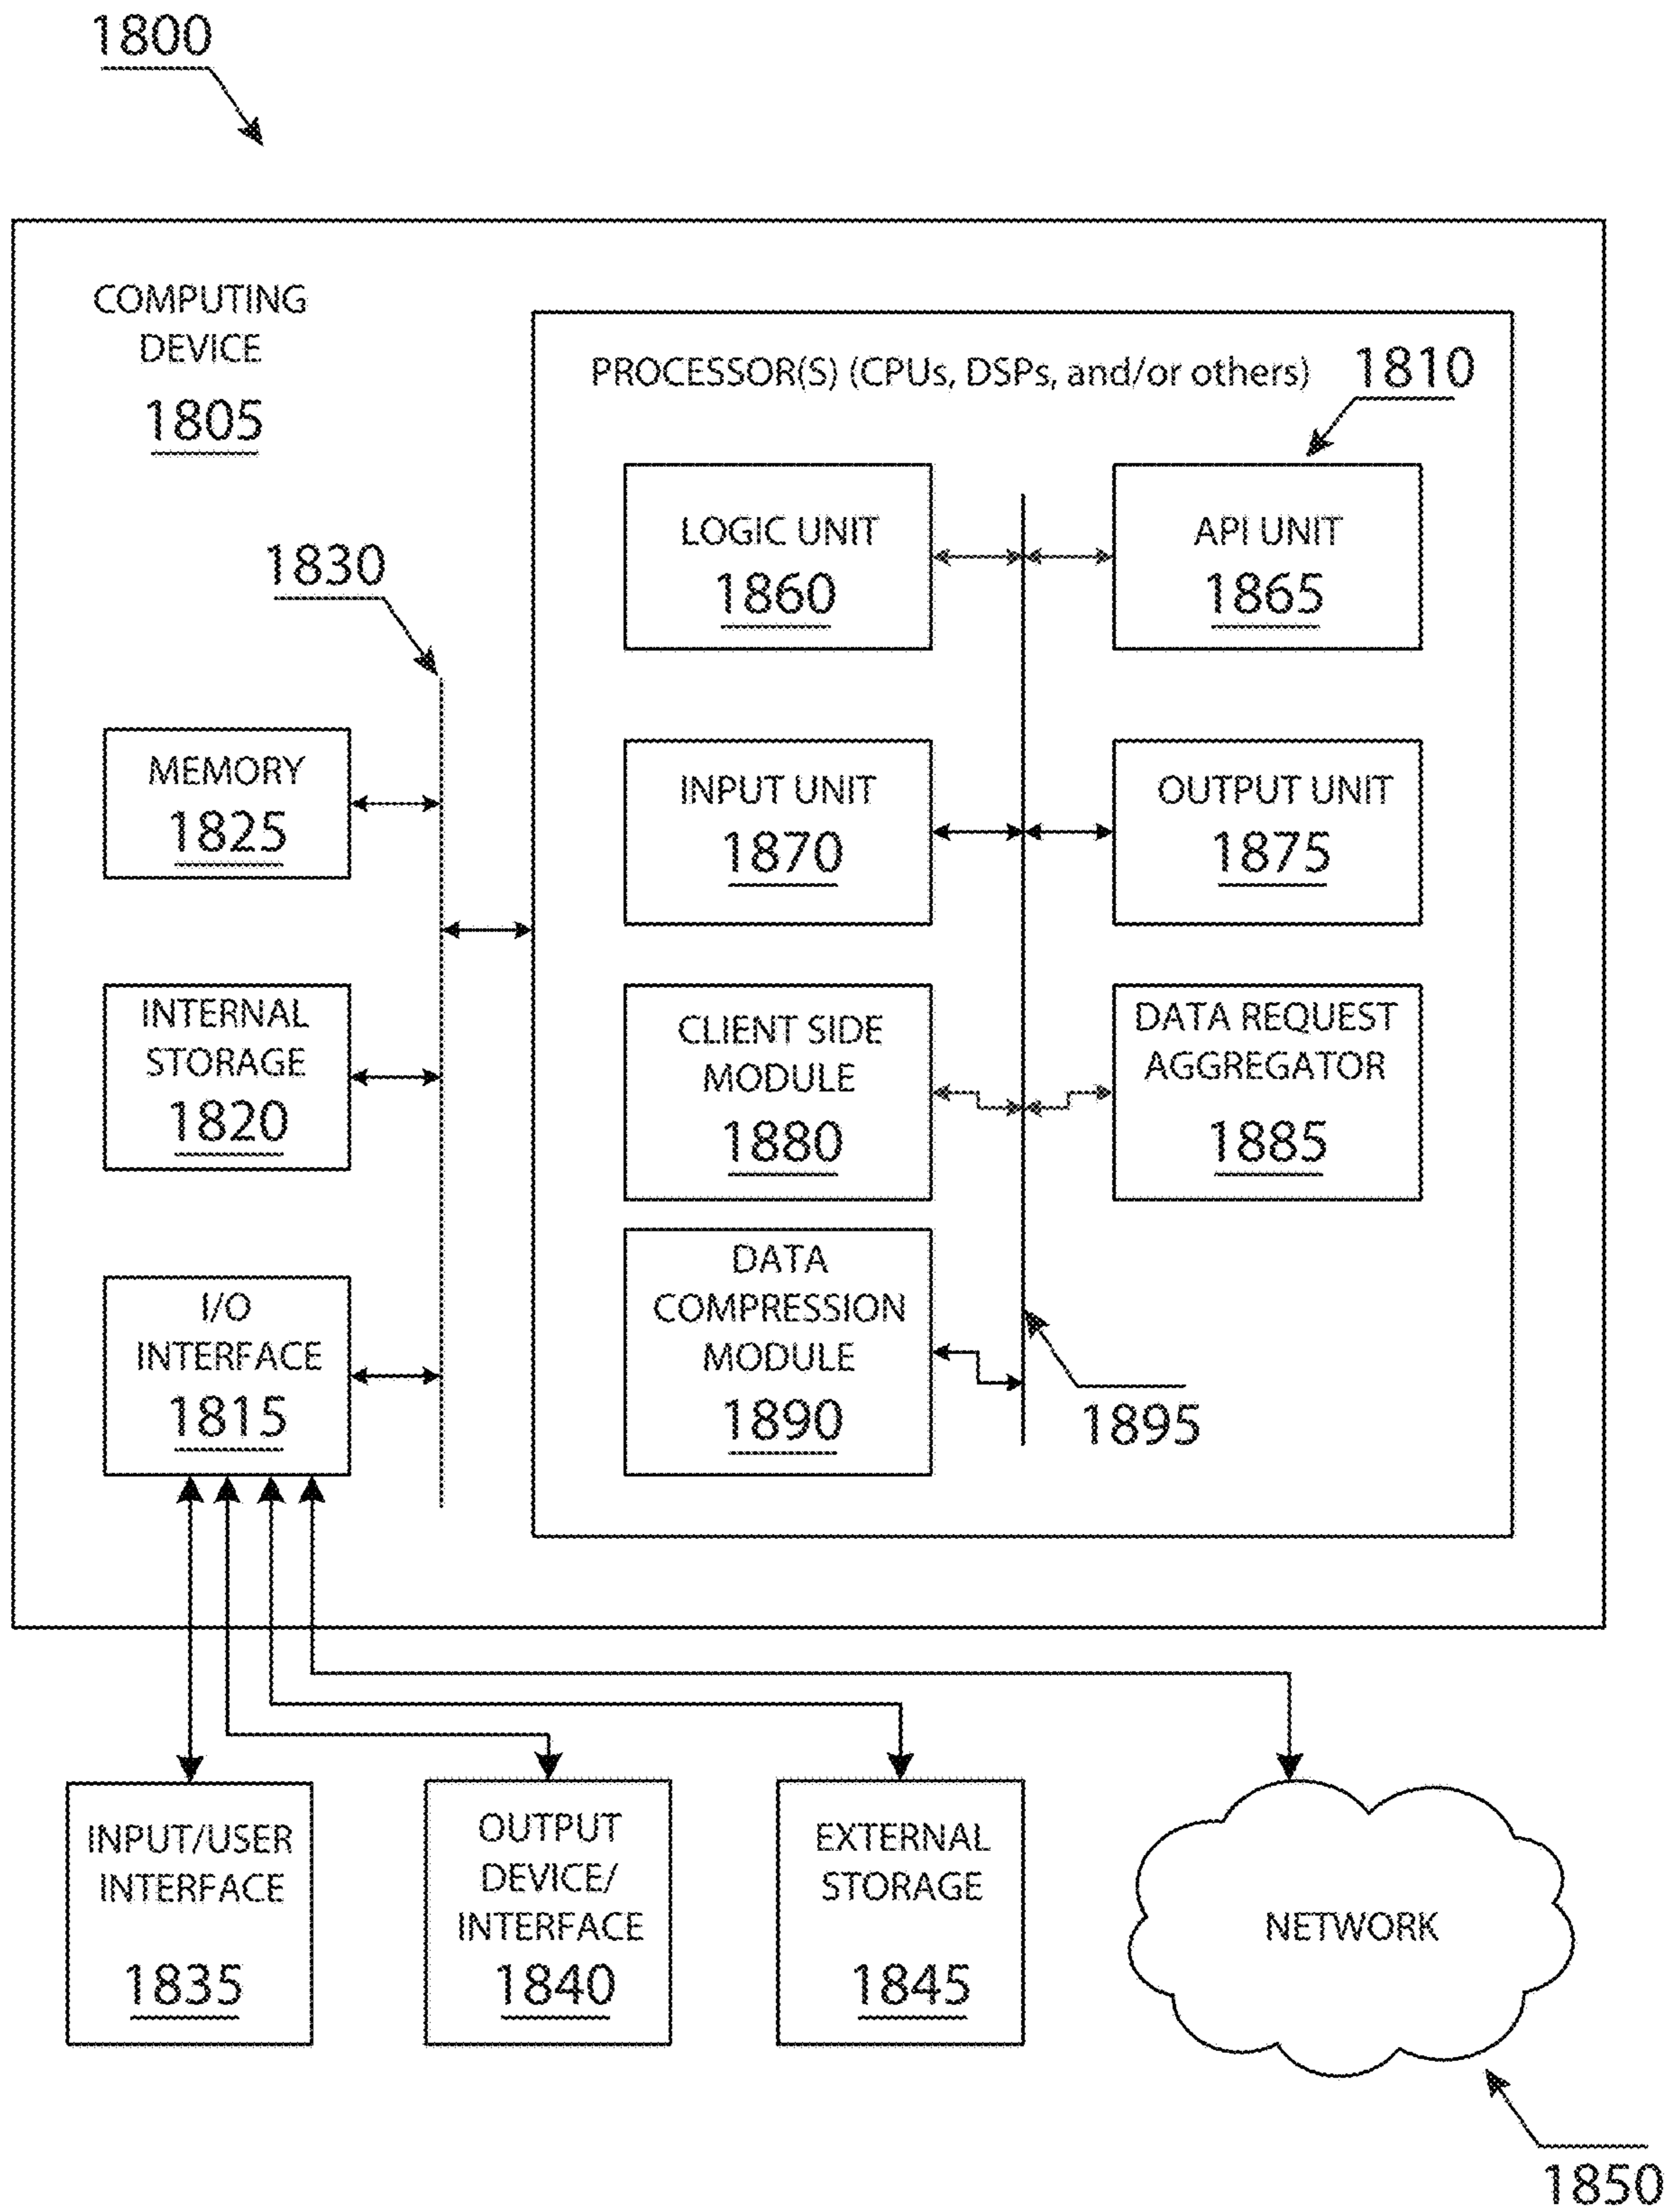 1800
COMPUTING
DEVICE
1805
PROCESSOR(S) (CPUs, DSPs, and/or others)
1810
LOGIC UNIT
1860
API UNIT
1865
1830
MEMORY
1825
INPUT UNIT
1870
OUTPUT UNIT
1875
INTERNAL
STORAGE
1820
CLIENT SIDE
MODULE
1880
DATA REQUEST
AGGREGATOR
1885
I/O
INTERFACE
1815
DATA
COMPRESSION
MODULE
1890
1895
INPUT/USER
INTERFACE
1835
OUTPUT
DEVICE/
INTERFACE
1840
EXTERNAL
STORAGE
1845
NETWORK
1850